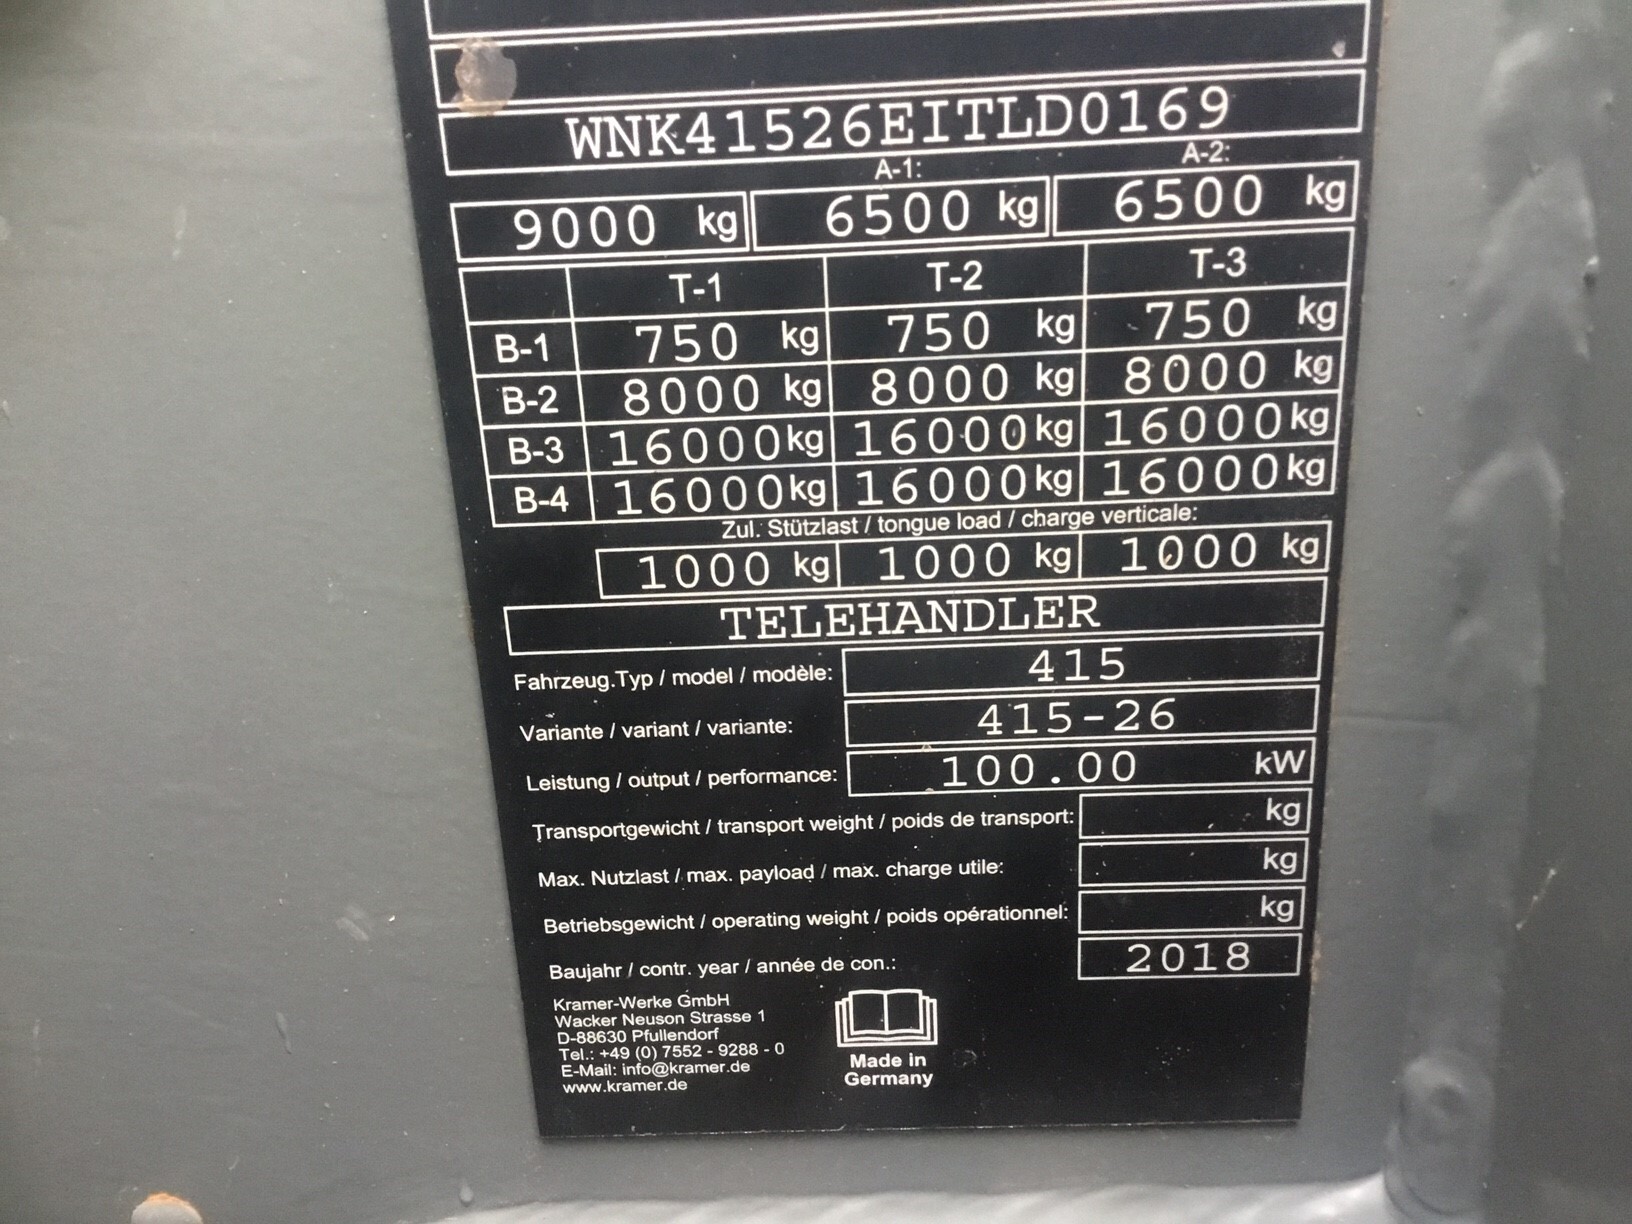 WNK41526EITLD0169
A-1: A-2:
9000 kg 6500 kg 6500 kg
T-1 T-2 T-3
B-1 750 kg 750 kg 750 kg
B-2 8000 kg 8000 kg 8000 kg
B-3 16000 kg 16000 kg 16000 kg
B-4 16000 kg 16000 kg 16000 kg
Zul. Stützlast / tongue load / charge verticale:
1000 kg 1000 kg 1000 kg
TELEHANDLER
Fahrzeug.Typ / model / modèle: 415
Variante / variant / variante: 415-26
Leistung / output / performance: 100.00 kW
Transportgewicht / transport weight / poids de transport: kg
Max. Nutzlast / max. payload / max. charge utile: kg
Betriebsgewicht / operating weight / poids opérationnel: kg
Baujahr / contr. year / année de con.: 2018
Kramer-Werke GmbH
Wacker Neuson Strasse 1
D-88630 Pfullendorf
Tel.: +49 (0) 7552 - 9288 - 0
E-Mail: info@kramer.de
www.kramer.de
Made in
Germany